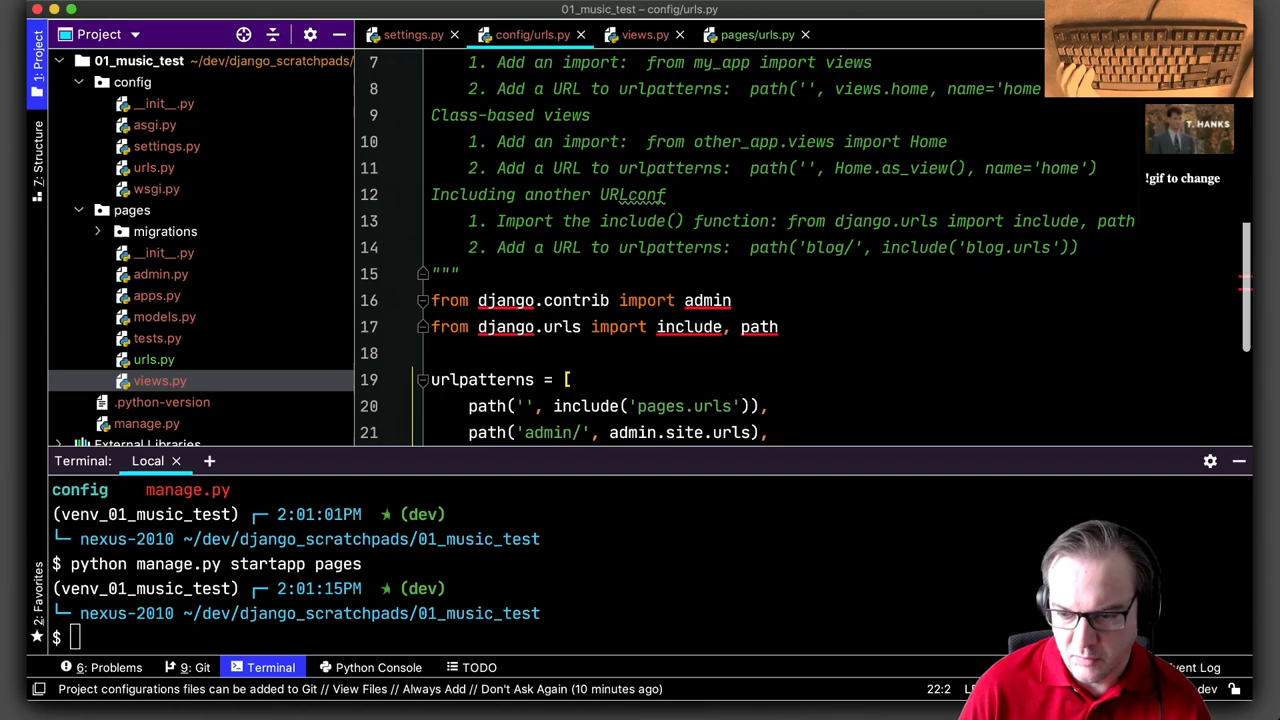 01_music_test – config/urls.py
Project
settings.py
config/urls.py
views.py
pages/urls.py
1: Project
7: Structure
2: Favorites
01_music_test ~/dev/django_scratchpads/
config
__init__.py
asgi.py
settings.py
urls.py
wsgi.py
pages
migrations
__init__.py
admin.py
apps.py
models.py
tests.py
urls.py
views.py
.python-version
manage.py
External Libraries
7 1. Add an import: from my_app import views
8 2. Add a URL to urlpatterns: path('', views.home, name='home
9 Class-based views
10 1. Add an import: from other_app.views import Home
11 2. Add a URL to urlpatterns: path('', Home.as_view(), name='home')
12 Including another URLconf
13 1. Import the include() function: from django.urls import include, path
14 2. Add a URL to urlpatterns: path('blog/', include('blog.urls'))
15 """
16 from django.contrib import admin
17 from django.urls import include, path
18
19 urlpatterns = [
20 path('', include('pages.urls')),
21 path('admin/', admin.site.urls),
T. HANKS
!gif to change
Terminal: Local +
config manage.py
(venv_01_music_test) ┌─ 2:01:01PM ★ (dev)
└─ nexus-2010 ~/dev/django_scratchpads/01_music_test
$ python manage.py startapp pages
(venv_01_music_test) ┌─ 2:01:15PM ★ (dev)
└─ nexus-2010 ~/dev/django_scratchpads/01_music_test
$
6: Problems
9: Git
Terminal
Python Console
TODO
vent Log
Project configurations files can be added to Git // View Files // Always Add // Don't Ask Again (10 minutes ago)
22:2
dev